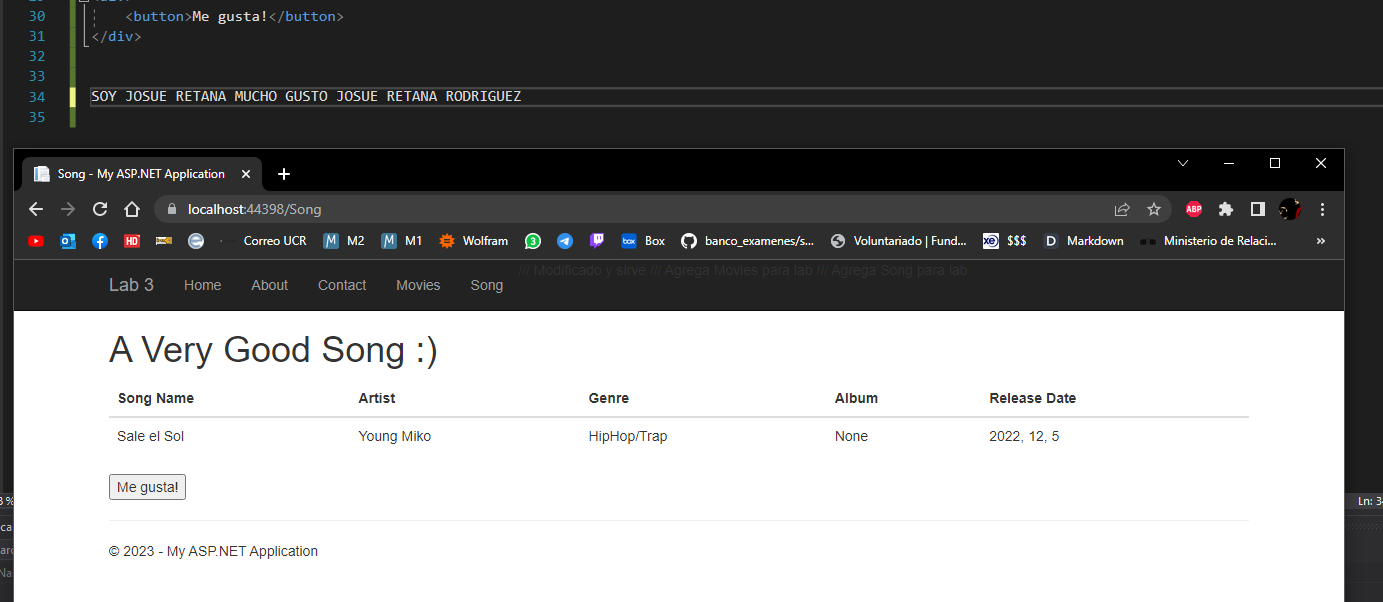 30 <button>Me gusta!</button>
31 </div>
32
33
34 SOY JOSUE RETANA MUCHO GUSTO JOSUE RETANA RODRIGUEZ
35
Song - My ASP.NET Application
localhost:44398/Song
ABP
HD Correo UCR M M2 M M1 Wolfram 3 box Box banco_examenes/s... Voluntariado | Fund... xe $$$ D Markdown Ministerio de Relaci... »
/// Modificado y sirve /// Agrega Movies para lab /// Agrega Song para lab
Lab 3 Home About Contact Movies Song
A Very Good Song :)
Song Name Artist Genre Album Release Date
Sale el Sol Young Miko HipHop/Trap None 2022, 12, 5
Me gusta!
© 2023 - My ASP.NET Application